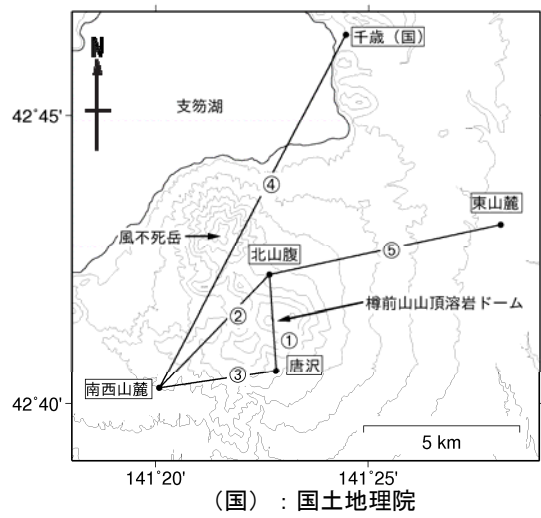 千歳（国）
N
42˚45'
支笏湖
④
東山麓
風不死岳
北山腹
⑤
樽前山山頂溶岩ドーム
②
①
③
唐沢
南西山麓
42˚40'
5 km
141˚20'
141˚25'
（国）：国土地理院